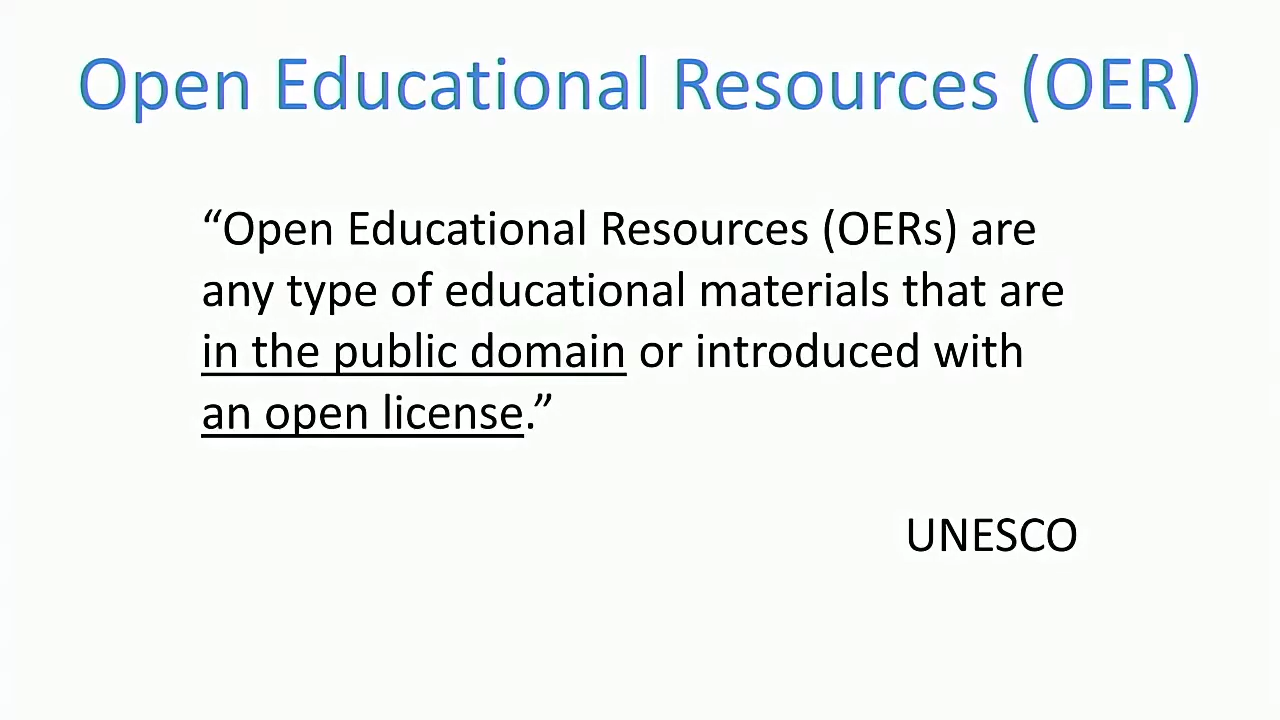 Open Educational Resources (OER)
“Open Educational Resources (OERs) are
any type of educational materials that are
in the public domain or introduced with
an open license.”
UNESCO